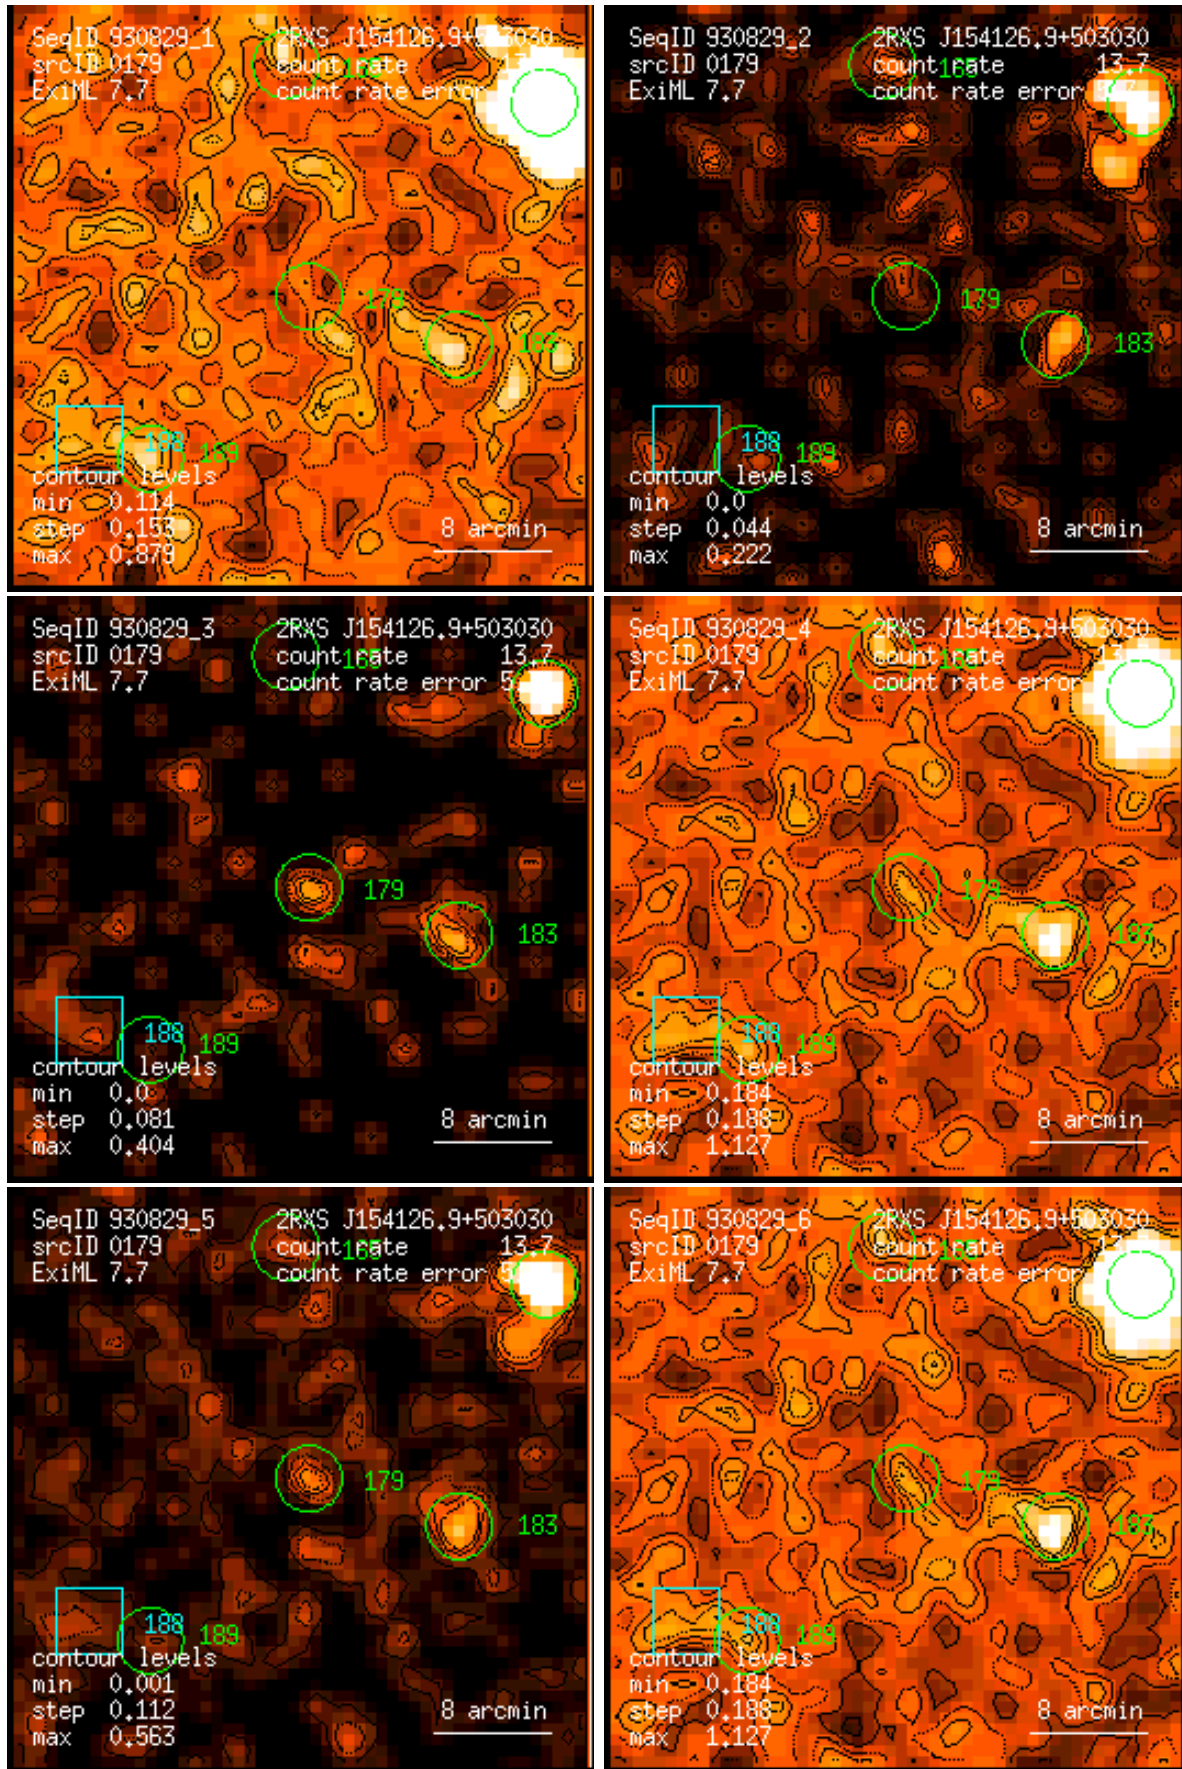 SeqID 930829_1 2RXS J154126.9+503030
srcID 0179 count rate 13.7
ExiML 7.7 count rate error
165
179
183
188 189
contour levels
min 0.114
step 0.153 8 arcmin
max 0.879
SeqID 930829_2 2RXS J154126.9+503030
srcID 0179 count rate 13.7
ExiML 7.7 count rate error
165
179
183
188 189
contour levels
min 0.0
step 0.044 8 arcmin
max 0.222
SeqID 930829_3 2RXS J154126.9+503030
srcID 0179 count rate 13.7
ExiML 7.7 count rate error 5.
165
179
183
188 189
contour levels
min 0.0
step 0.081 8 arcmin
max 0.404
SeqID 930829_4 2RXS J154126.9+503030
srcID 0179 count rate
ExiML 7.7 count rate error
165
179
183
188 189
contour levels
min 0.184
step 0.188 8 arcmin
max 1.127
SeqID 930829_5 2RXS J154126.9+503030
srcID 0179 count rate 13.7
ExiML 7.7 count rate error
165
179
183
188 189
contour levels
min 0.001
step 0.112 8 arcmin
max 0.563
SeqID 930829_6 2RXS J154126.9+503030
srcID 0179 count rate
ExiML 7.7 count rate error
165
179
183
188 189
contour levels
min 0.184
step 0.188 8 arcmin
max 1.127